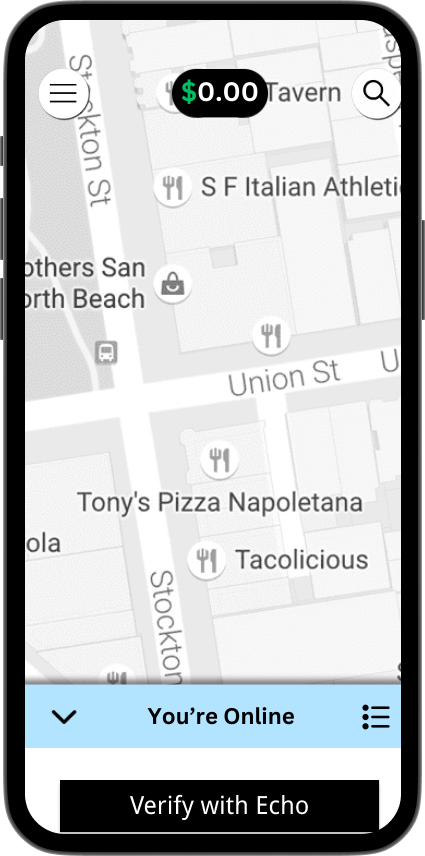 Stockton St
$0.00
Tavern
S F Italian Athleti
others San
orth Beach
Union St
U
Tony's Pizza Napoletana
ola
Tacolicious
Stockton
You're Online
Verify with Echo